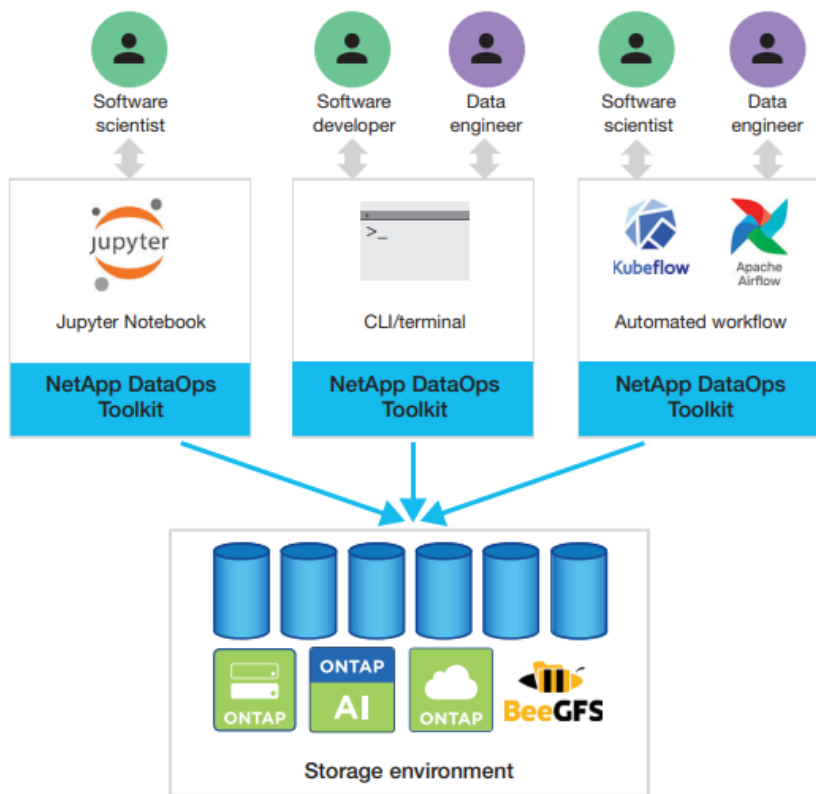 Software
scientist
Software
developer
Data
engineer
Software
scientist
Data
engineer
jupyter
Jupyter Notebook
NetApp DataOps
Toolkit
>_
CLI/terminal
NetApp DataOps
Toolkit
Kubeflow
Apache
Airflow
Automated workflow
NetApp DataOps
Toolkit
ONTAP
ONTAP
AI
ONTAP
BeeGFS
Storage environment